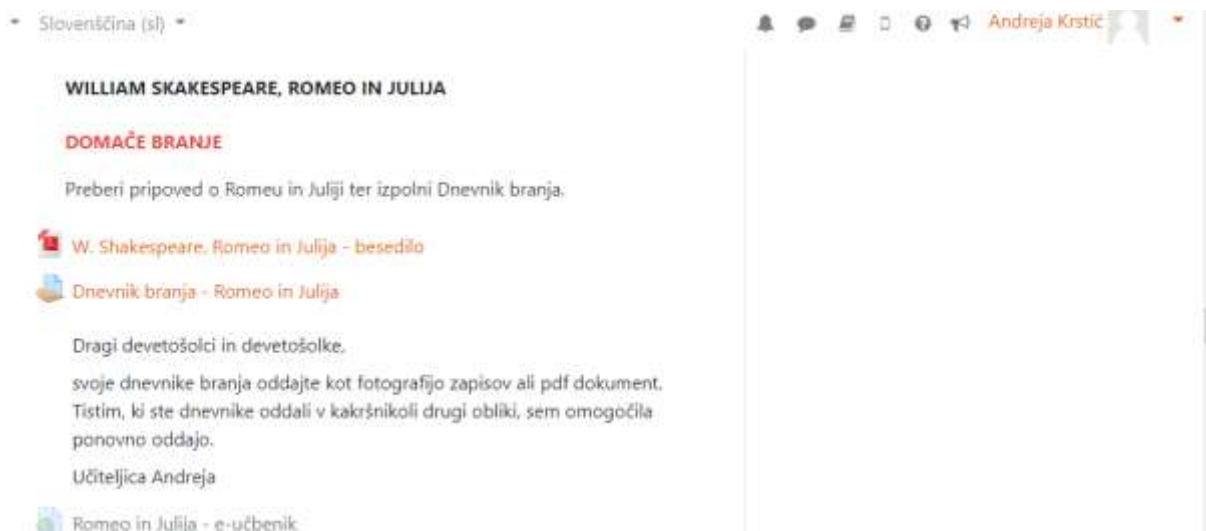 Slovenščina (sl)
Andreja Krstić
WILLIAM SKAKESPEARE, ROMEO IN JULIJA
DOMAČE BRANJE
Preberi pripoved o Romeu in Juliji ter izpolni Dnevnik branja.
W. Shakespeare, Romeo in Julija - besedilo
Dnevnik branja - Romeo in Julija
Dragi devetošolci in devetošolke,
svoje dnevnike branja oddajte kot fotografijo zapisov ali pdf dokument.
Tistim, ki ste dnevnike oddali v kakršnikoli drugi obliki, sem omogočila
ponovno oddajo.
Učiteljica Andreja
Romeo in Julija - e-učbenik